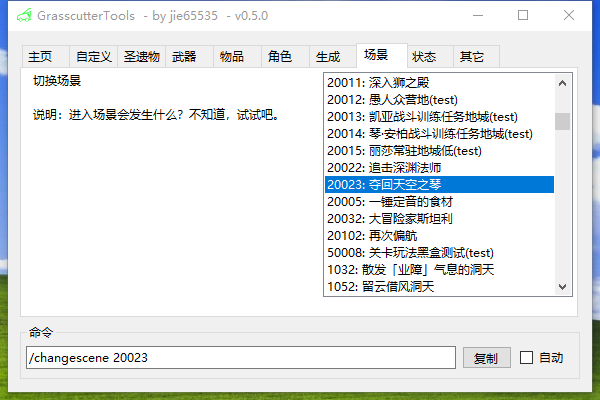 GrasscutterTools - by jie65535 - v0.5.0
主页 自定义 圣遗物 武器 物品 角色 生成 场景 状态 其它
切换场景
说明：进入场景会发生什么？不知道，试试吧。
20011: 深入狮之殿
20012: 愚人众营地(test)
20013: 凯亚战斗训练任务地城(test)
20014: 琴·安柏战斗训练任务地城(test)
20015: 丽莎常驻地城低(test)
20022: 追击深渊法师
20023: 夺回天空之琴
20005: 一锤定音的食材
20032: 大冒险家斯坦利
20102: 再次偏航
50008: 关卡玩法黑盒测试(test)
1032: 散发「业障」气息的洞天
1052: 留云借风洞天
命令
/changescene 20023 复制 自动